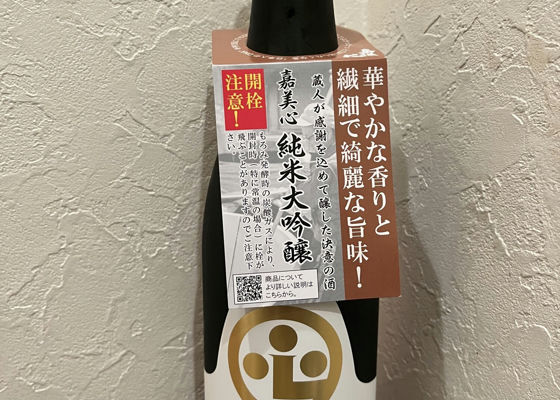 華やかな香りと
繊細で綺麗な旨味！
蔵人が感謝を込めて醸した決意の酒
嘉美心 純米大吟醸
開栓
注意！
もろみ発酵時の炭酸ガスにより、
開封時（特に常温の場合）に栓が
飛ぶことがありますのでご注意下
さい。
商品について
より詳しい説明は
こちらから。